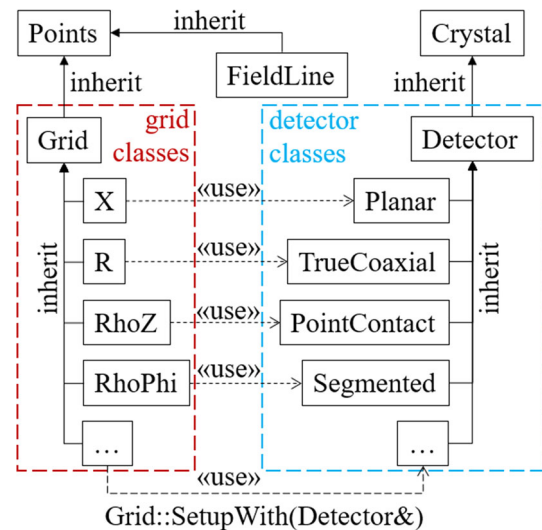 Points
inherit
Crystal
inherit
FieldLine
inherit
grid
classes
detector
classes
Grid
Detector
X
«use»
Planar
R
«use»
TrueCoaxial
inherit
inherit
RhoZ
«use»
PointContact
RhoPhi
«use»
Segmented
...
...
«use»
Grid::SetupWith(Detector&)